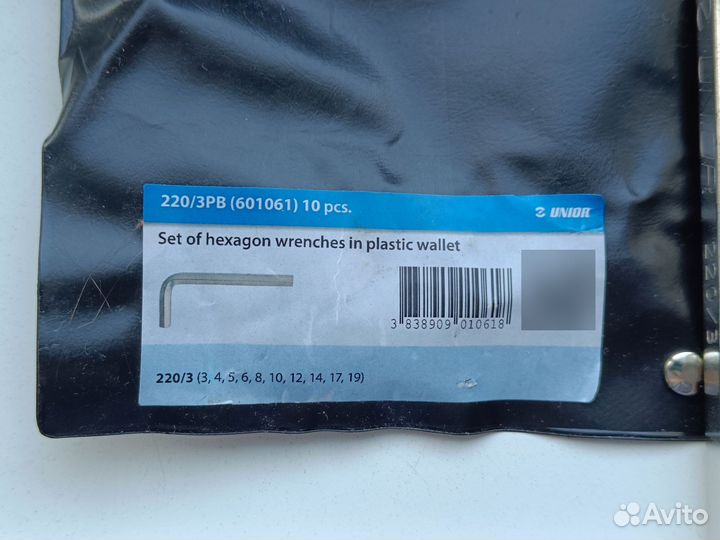 220/3PB (601061) 10 pcs.
UNIOR
Set of hexagon wrenches in plastic wallet
3 838909 010618
220/3 (3, 4, 5, 6, 8, 10, 12, 14, 17, 19)
Avito